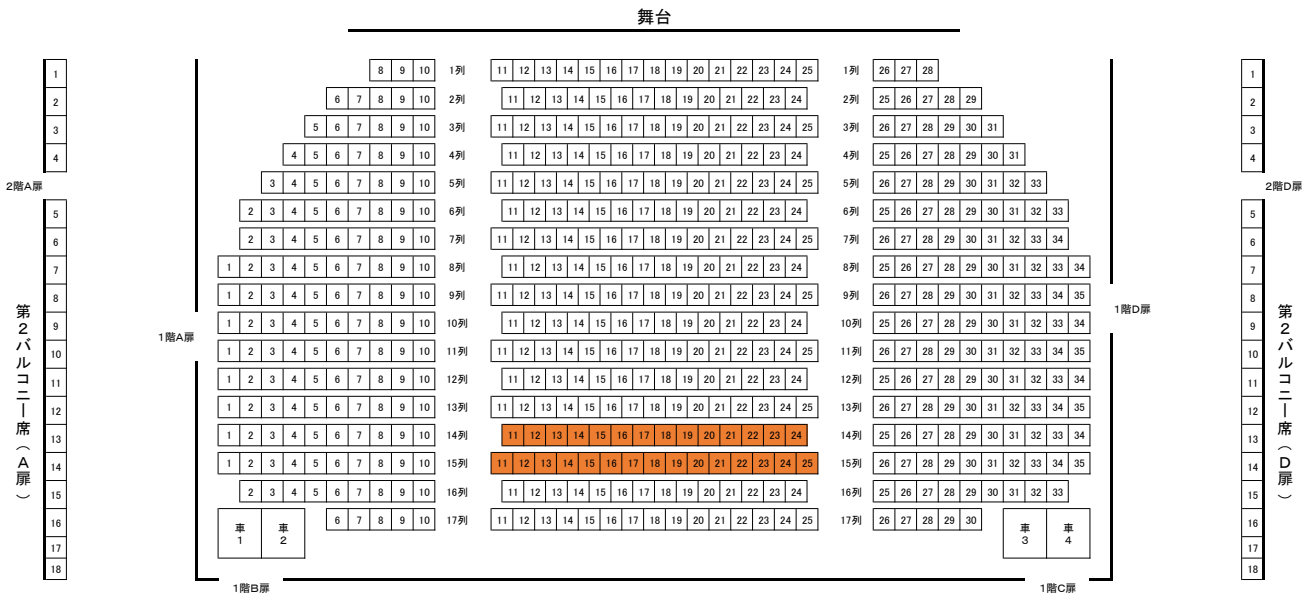 舞台
1 8 9 10 1列 11 12 13 14 15 16 17 18 19 20 21 22 23 24 25 1列 26 27 28 1
2 6 7 8 9 10 2列 11 12 13 14 15 16 17 18 19 20 21 22 23 24 2列 25 26 27 28 29 2
3 5 6 7 8 9 10 3列 11 12 13 14 15 16 17 18 19 20 21 22 23 24 25 3列 26 27 28 29 30 31 3
4 4 5 6 7 8 9 10 4列 11 12 13 14 15 16 17 18 19 20 21 22 23 24 4列 25 26 27 28 29 30 31 4
2階A扉 3 4 5 6 7 8 9 10 5列 11 12 13 14 15 16 17 18 19 20 21 22 23 24 25 5列 26 27 28 29 30 31 32 33 2階D扉
5 2 3 4 5 6 7 8 9 10 6列 11 12 13 14 15 16 17 18 19 20 21 22 23 24 6列 25 26 27 28 29 30 31 32 33 5
6 2 3 4 5 6 7 8 9 10 7列 11 12 13 14 15 16 17 18 19 20 21 22 23 24 25 7列 26 27 28 29 30 31 32 33 34 6
7 1 2 3 4 5 6 7 8 9 10 8列 11 12 13 14 15 16 17 18 19 20 21 22 23 24 8列 25 26 27 28 29 30 31 32 33 34 7
8 1 2 3 4 5 6 7 8 9 10 9列 11 12 13 14 15 16 17 18 19 20 21 22 23 24 25 9列 26 27 28 29 30 31 32 33 34 35 8
9 1 2 3 4 5 6 7 8 9 10 10列 11 12 13 14 15 16 17 18 19 20 21 22 23 24 10列 25 26 27 28 29 30 31 32 33 34 9
1階A扉
1階D扉
10 1 2 3 4 5 6 7 8 9 10 11列 11 12 13 14 15 16 17 18 19 20 21 22 23 24 25 11列 26 27 28 29 30 31 32 33 34 35 10
11 1 2 3 4 5 6 7 8 9 10 12列 11 12 13 14 15 16 17 18 19 20 21 22 23 24 12列 25 26 27 28 29 30 31 32 33 34 11
12 1 2 3 4 5 6 7 8 9 10 13列 11 12 13 14 15 16 17 18 19 20 21 22 23 24 25 13列 26 27 28 29 30 31 32 33 34 35 12
13 1 2 3 4 5 6 7 8 9 10 14列 11 12 13 14 15 16 17 18 19 20 21 22 23 24 14列 25 26 27 28 29 30 31 32 33 34 13
14 1 2 3 4 5 6 7 8 9 10 15列 11 12 13 14 15 16 17 18 19 20 21 22 23 24 25 15列 26 27 28 29 30 31 32 33 34 35 14
15 2 3 4 5 6 7 8 9 10 16列 11 12 13 14 15 16 17 18 19 20 21 22 23 24 16列 25 26 27 28 29 30 31 32 33 15
16 車1 車2 6 7 8 9 10 17列 11 12 13 14 15 16 17 18 19 20 21 22 23 24 25 17列 26 27 28 29 30 車3 車4 16
17 17
18 18
第2バルコニー席(A扉)
第2バルコニー席(D扉)
1階B扉 1階C扉